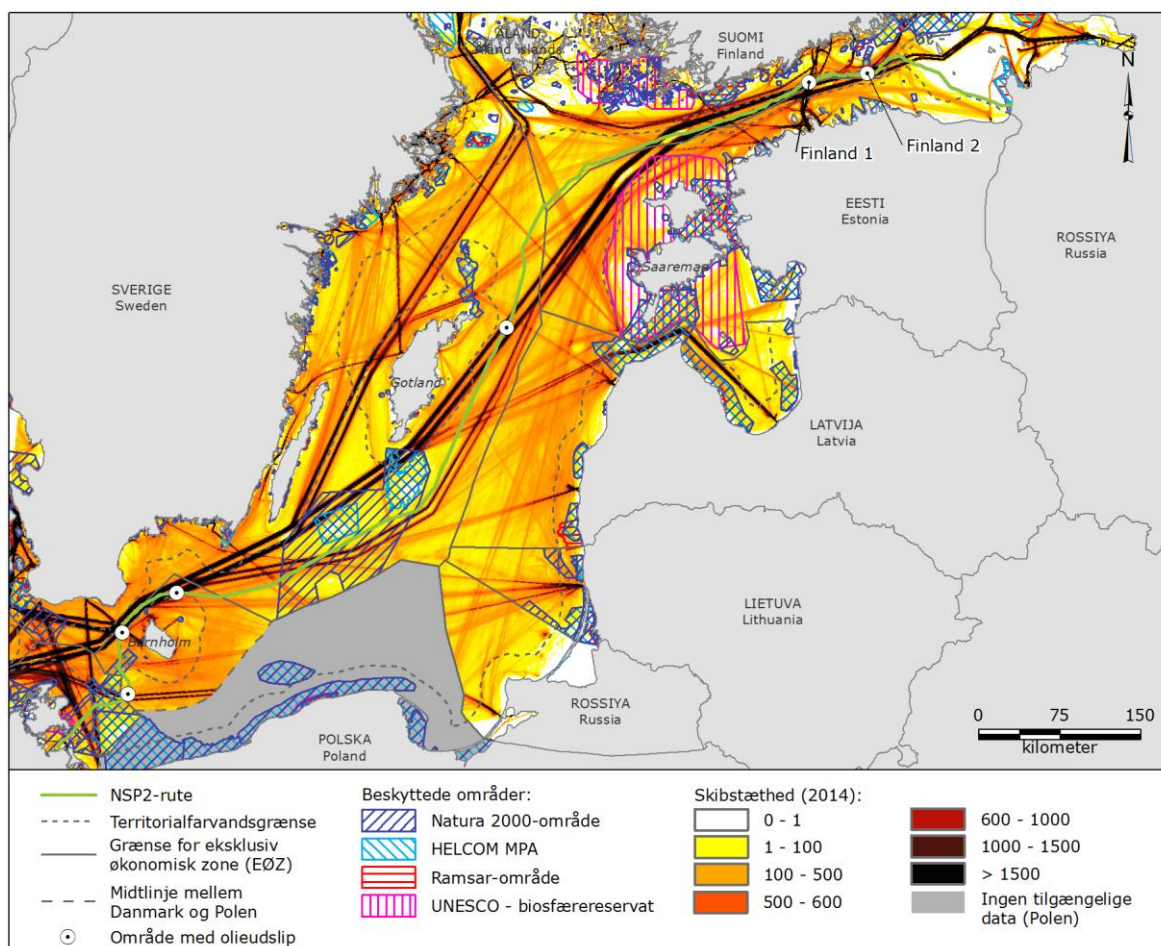 ÅLAND
Åland islands
SUOMI
Finland
N
Finland 1
Finland 2
EESTI
Estonia
ROSSIYA
Russia
SVERIGE
Sweden
Saaremaa
Gotland
LATVIJA
Latvia
LIETUVA
Lithuania
Bornholm
ROSSIYA
Russia
POLSKA
Poland
0 75 150
kilometer
NSP2-rute
Territorialfarvandsgrænse
Grænse for eksklusiv
økonomisk zone (EØZ)
Midtlinje mellem
Danmark og Polen
Område med olieudslip
Beskyttede områder:
Natura 2000-område
HELCOM MPA
Ramsar-område
UNESCO - biosfærereservat
Skibstæthed (2014):
0 - 1
1 - 100
100 - 500
500 - 600
600 - 1000
1000 - 1500
> 1500
Ingen tilgængelige
data (Polen)